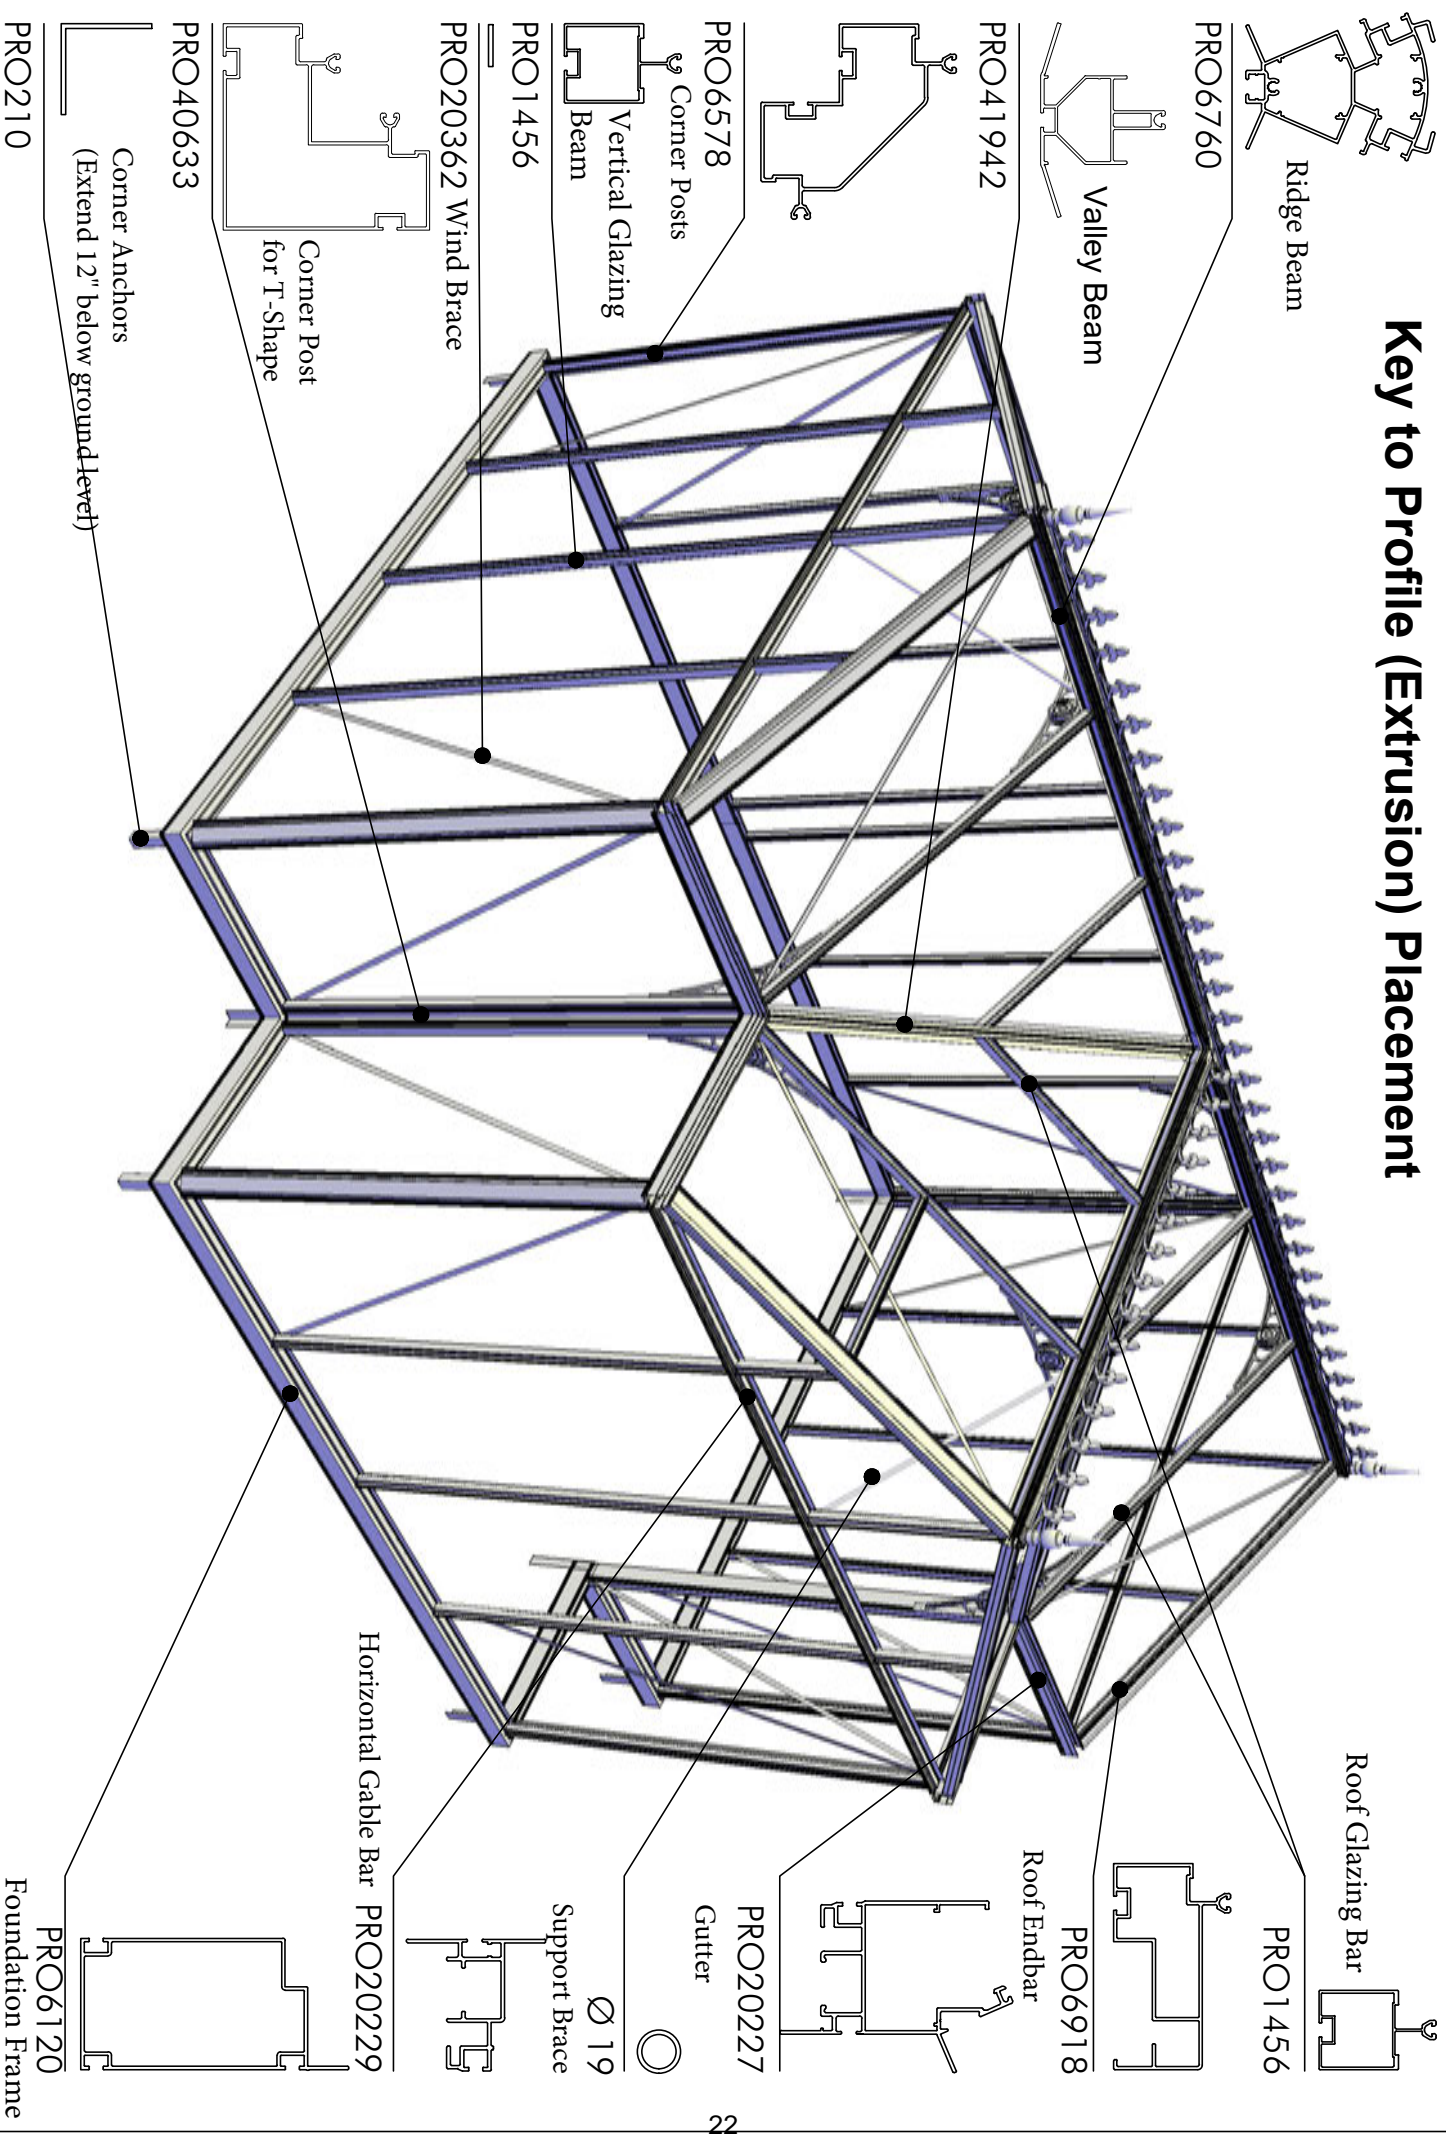 Key to Profile (Extrusion) Placement
Ridge Beam
PRO6760
Valley Beam
PRO41942
Corner Posts
PRO6578
Vertical Glazing
Beam
PRO1456
PRO20362 Wind Brace
Corner Post
for T-Shape
PRO40633
Corner Anchors
(Extend 12" below ground level)
PRO210
Roof Glazing Bar
PRO1456
PRO6918
Roof Endbar
PRO20227
Gutter
Ø 19
Support Brace
Horizontal Gable Bar PRO20229
PRO6120
Foundation Frame
22